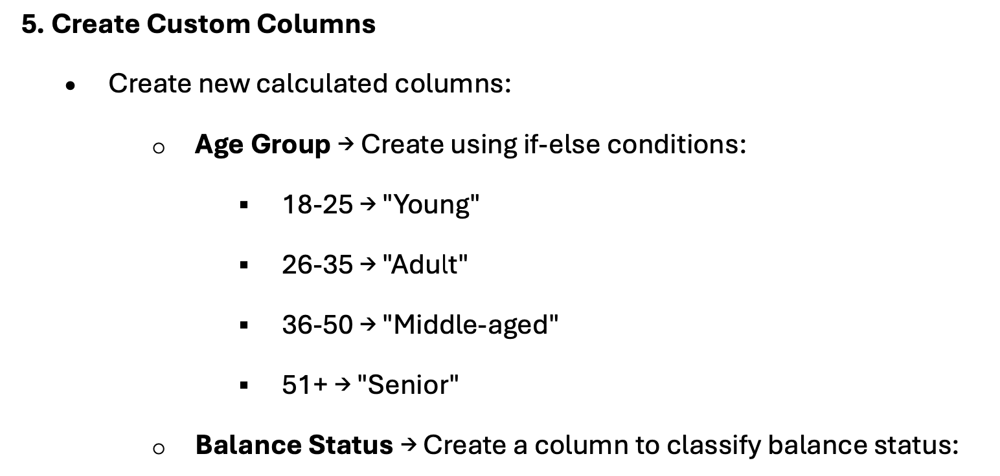 5. Create Custom Columns
• Create new calculated columns:
o Age Group → Create using if-else conditions:
▪ 18-25 → "Young"
▪ 26-35 → "Adult"
▪ 36-50 → "Middle-aged"
▪ 51+ → "Senior"
o Balance Status → Create a column to classify balance status: